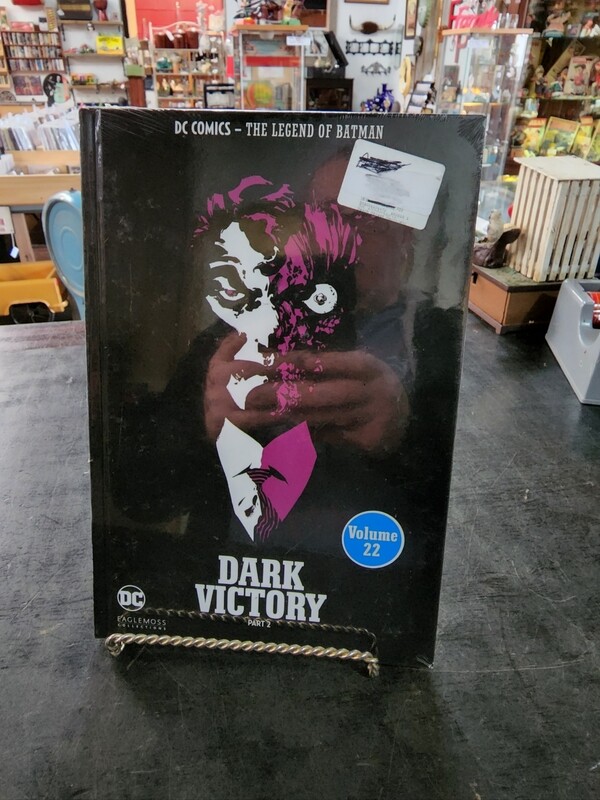 DC COMICS – THE LEGEND OF BATMAN
Volume
22
DARK
VICTORY
PART 2
DC
EAGLEMOSS
COLLECTIONS